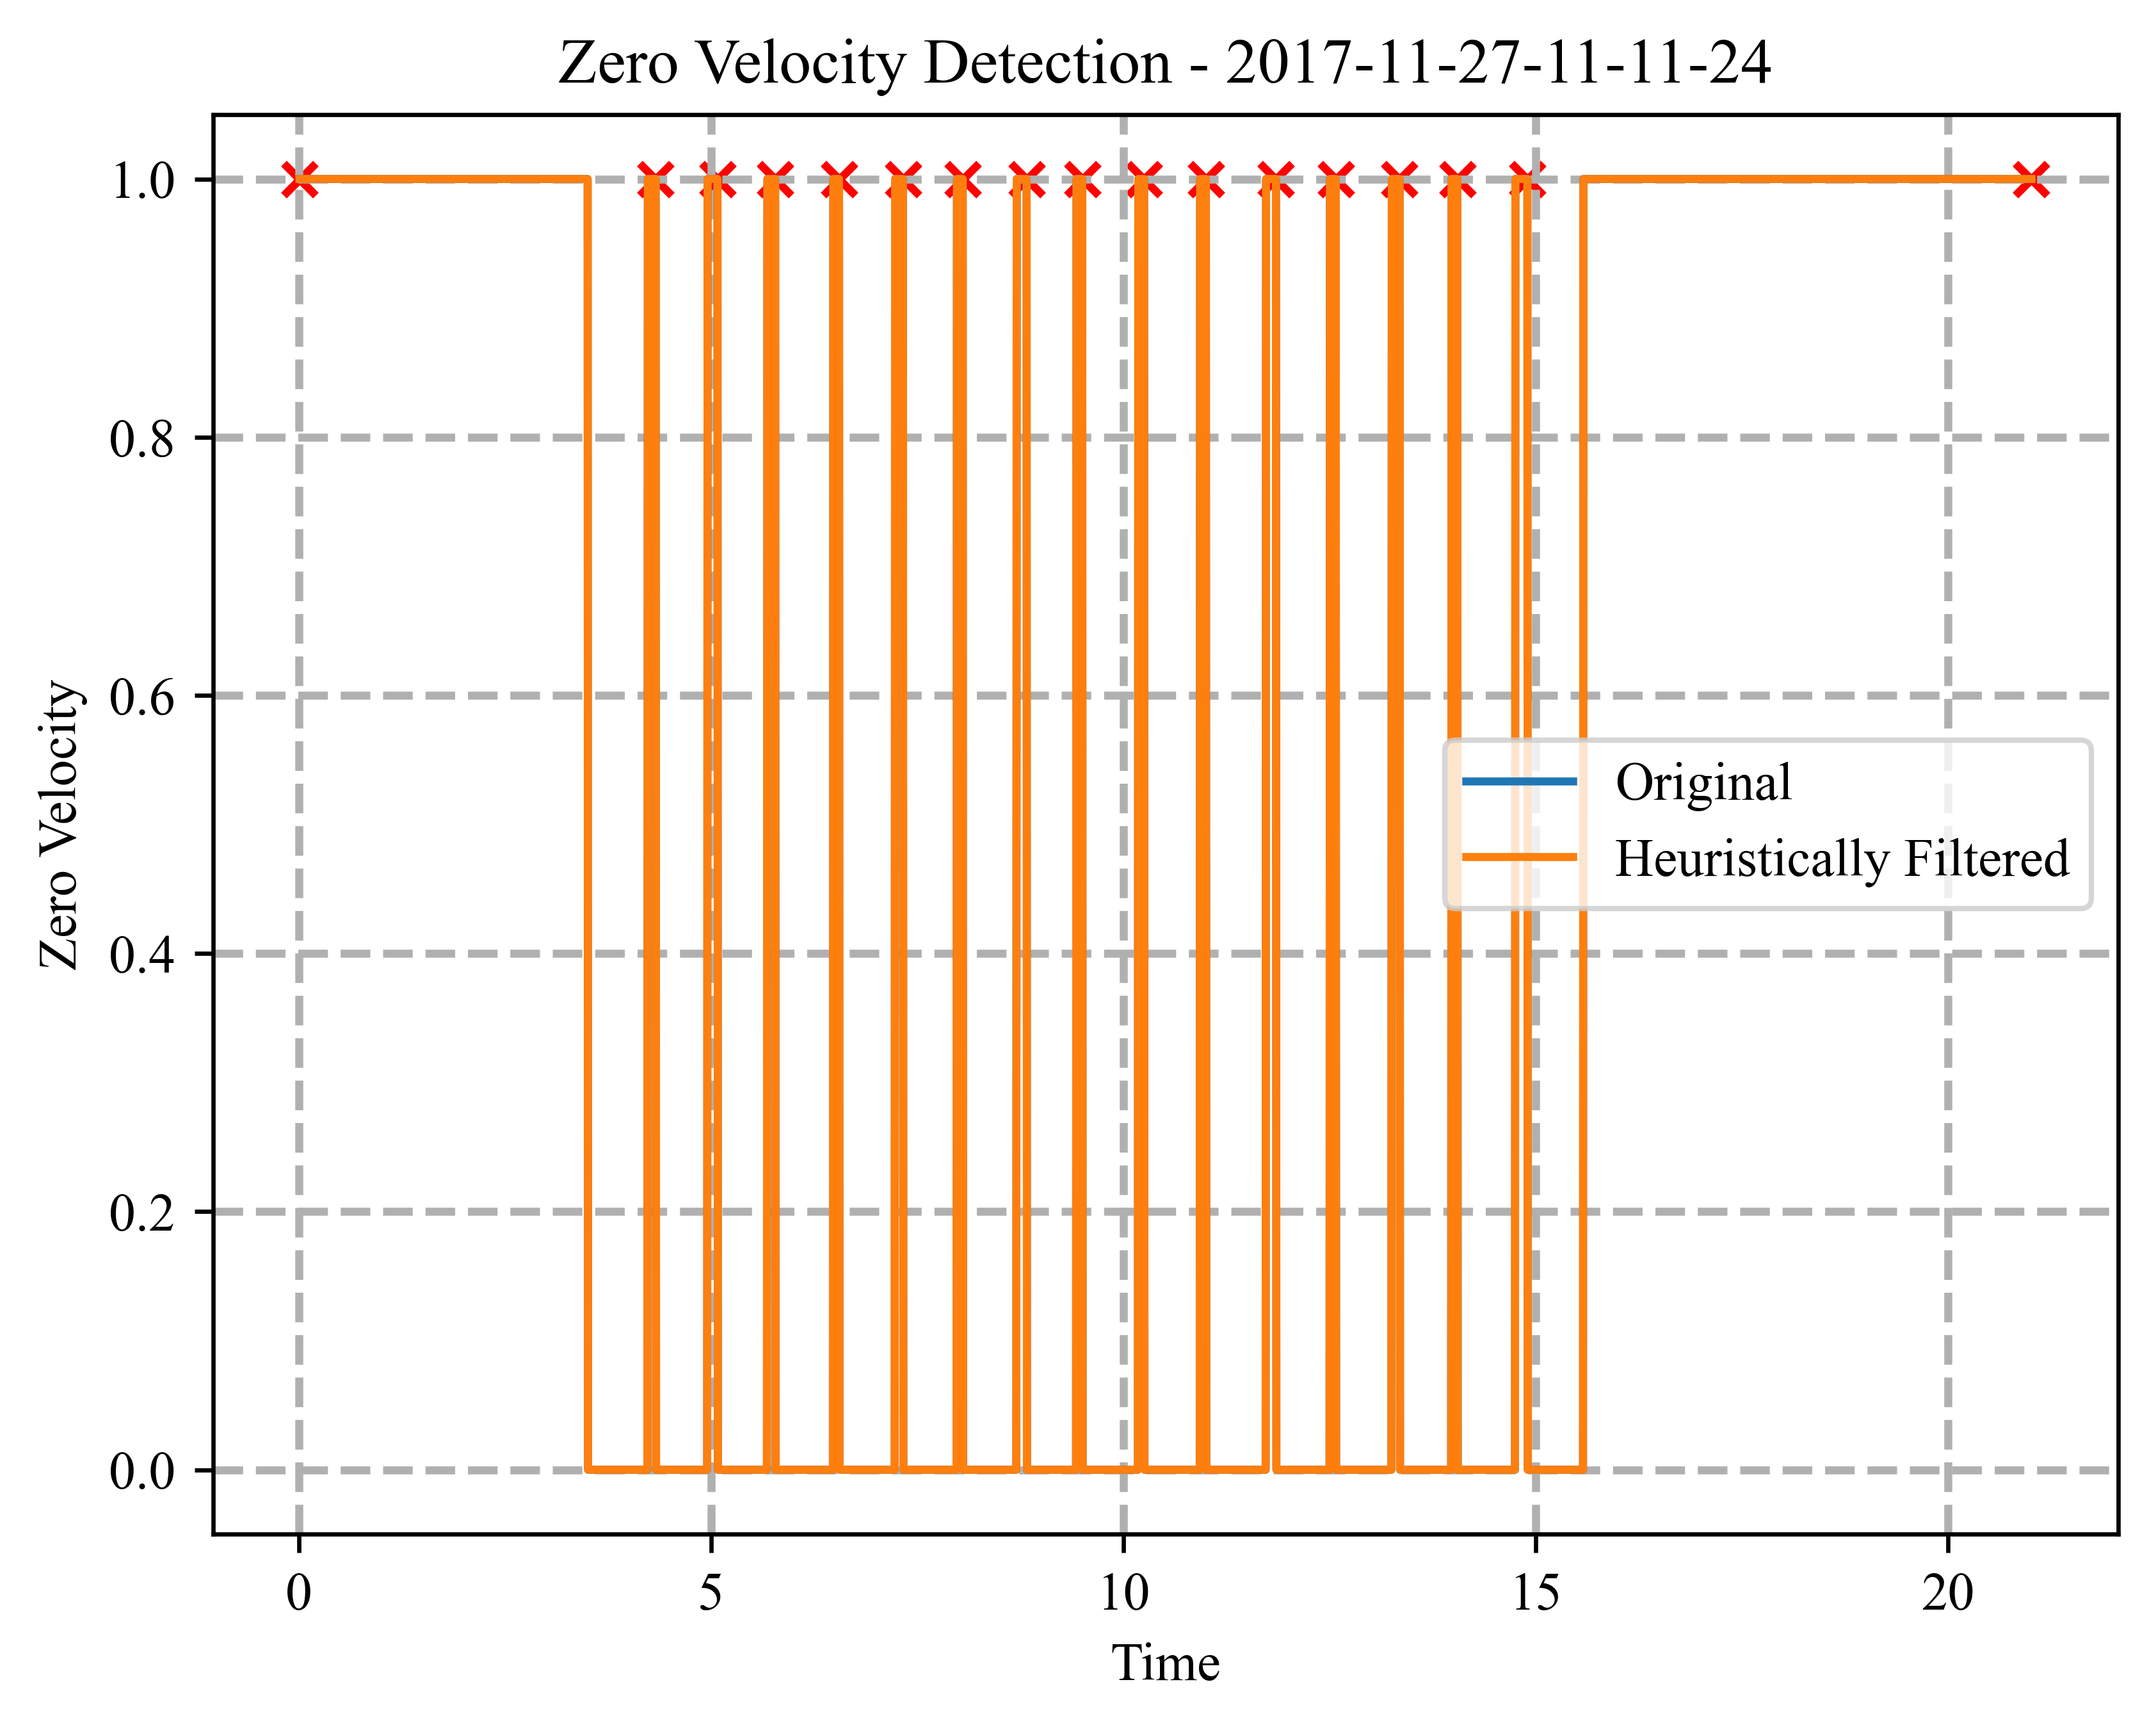 Zero Velocity Detection - 2017-11-27-11-11-24
1.0
0.8
0.6
0.4
0.2
0.0
Zero Velocity
Original
Heuristically Filtered
0 5 10 15 20
Time